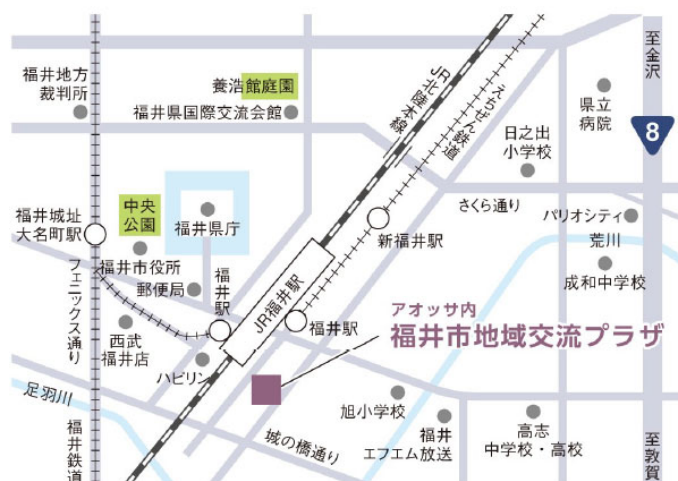 至金沢
福井地方
裁判所
養浩館庭園
福井県国際交流会館
JR北陸本線
えちぜん鉄道
県立
病院
8
日之出
小学校
中央
公園
福井県庁
福井城址
大名町駅
さくら通り
パリオシティ
新福井駅
荒川
福井市役所
成和中学校
郵便局
福井駅
JR福井駅
フェニックス通り
アオッサ内
福井市地域交流プラザ
福井駅
西武
福井店
ハピリン
足羽川
旭小学校
福井
エフエム放送
高志
中学校・高校
城の橋通り
福井鉄道
至敦賀